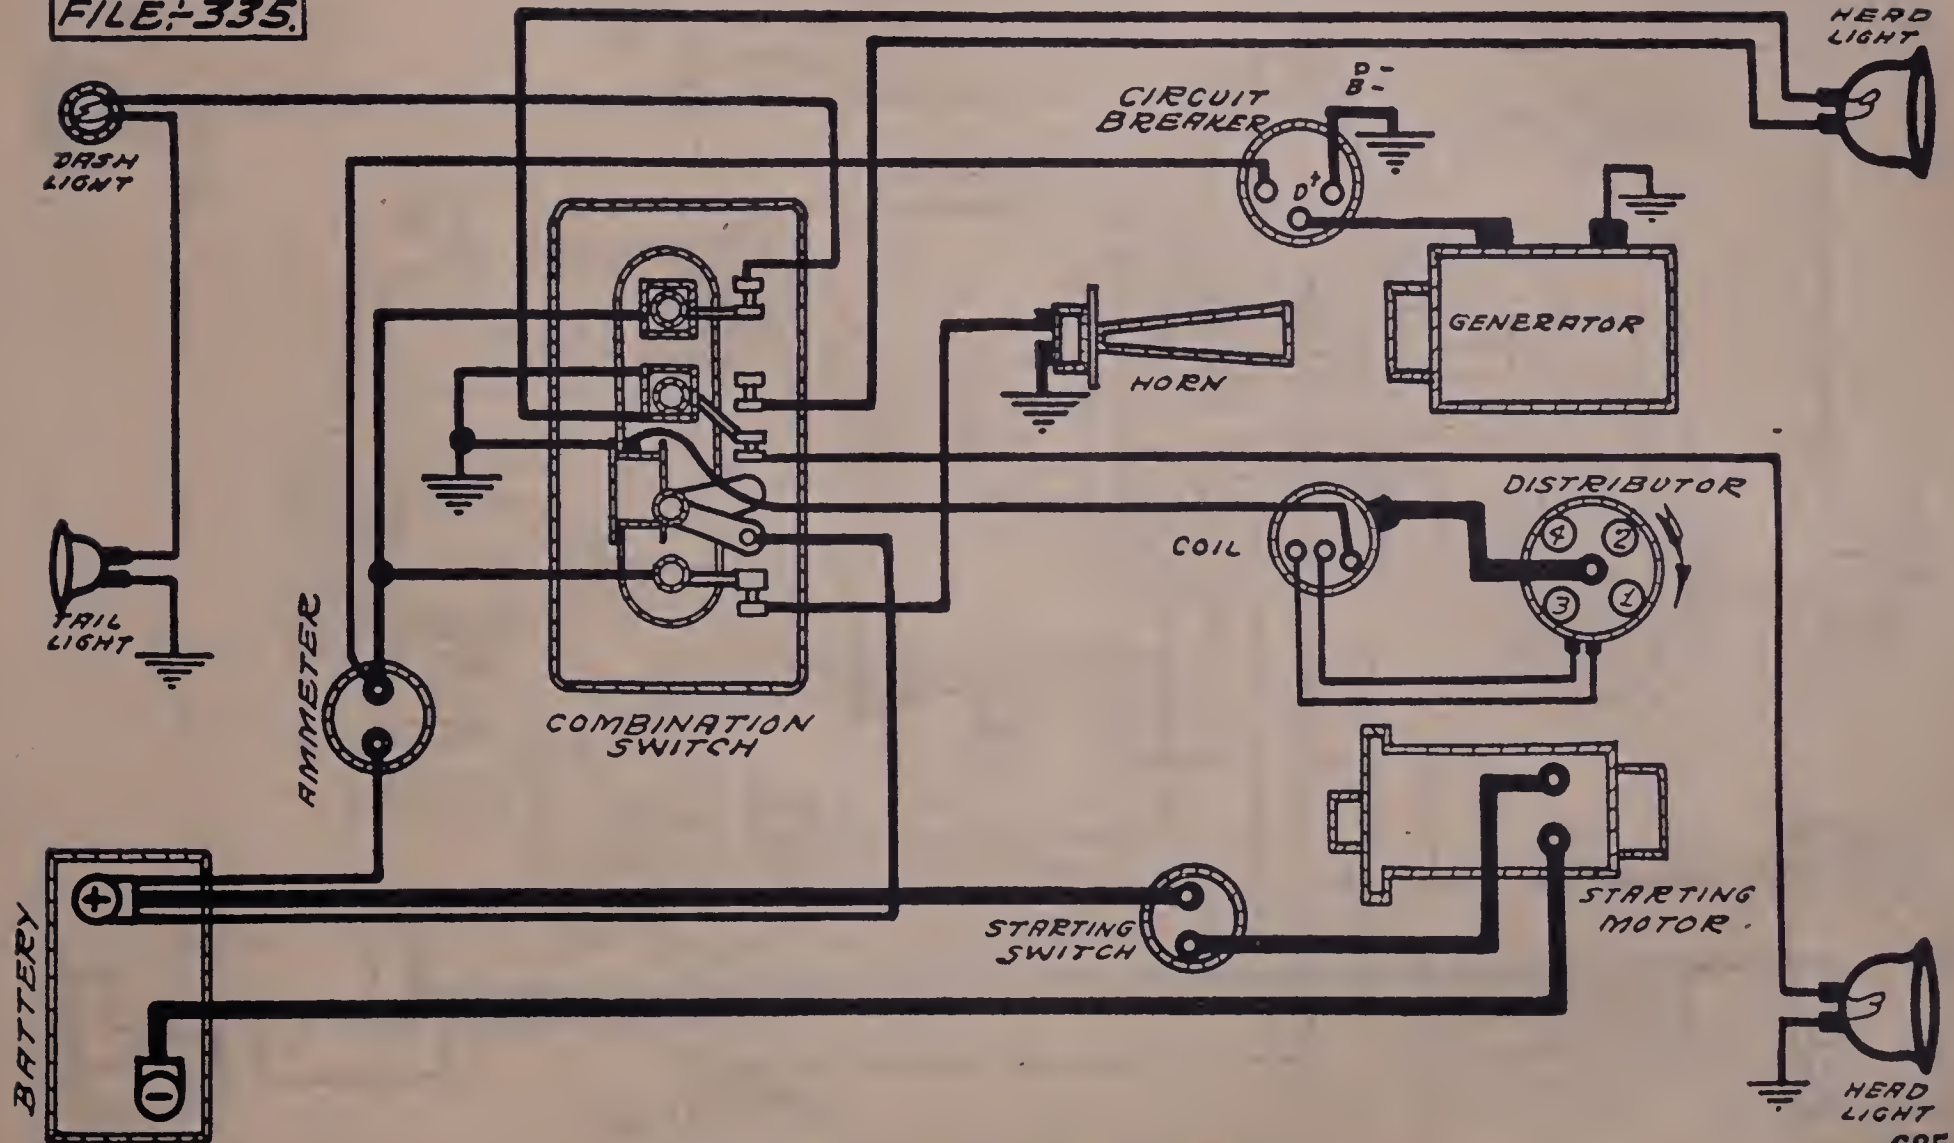 FILE:-335.
HEAD
LIGHT
D -
B -
CIRCUIT
BREAKER
DASH
LIGHT
D+
GENERATOR
HORN
DISTRIBUTOR
COIL
4
2
3
1
TAIL
LIGHT
AMMETER
COMBINATION
SWITCH
STARTING
MOTOR.
STARTING
SWITCH
BATTERY
+
-
HEAD
LIGHT